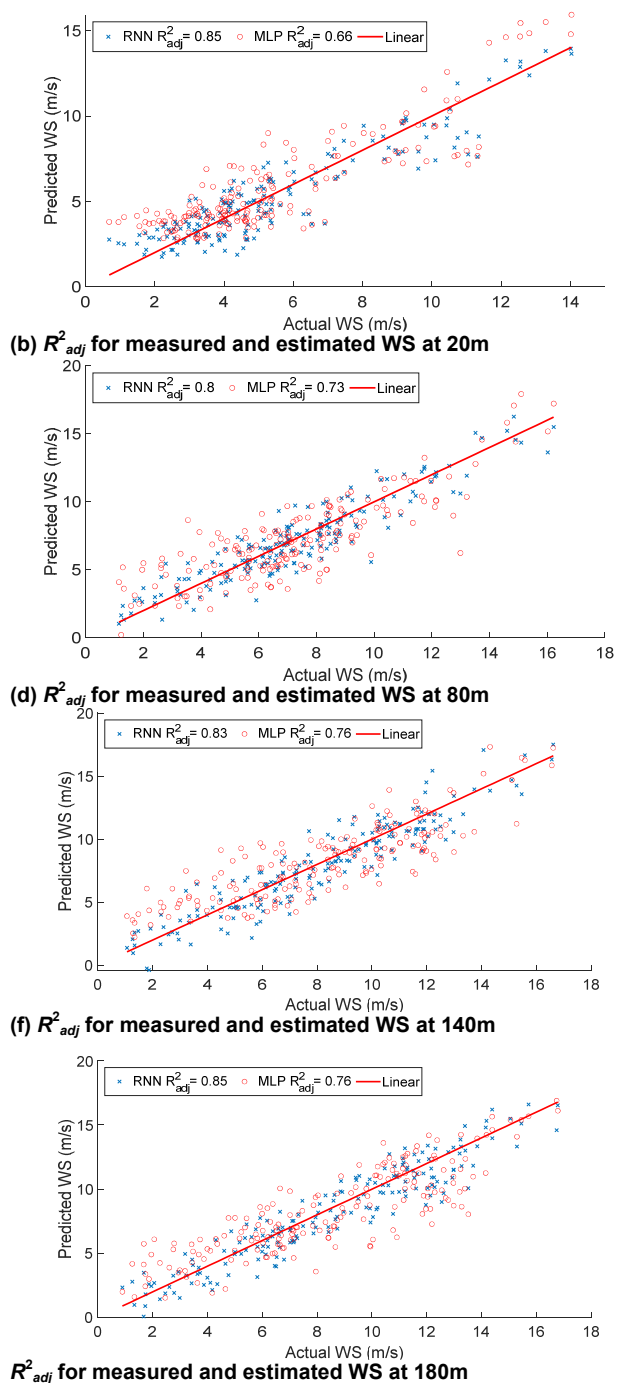 15
RNN R²adj= 0.85 MLP R²adj= 0.66 Linear
10
5
0
Predicted WS (m/s)
0 2 4 6 8 10 12 14
Actual WS (m/s)
(b) R²adj for measured and estimated WS at 20m
20
RNN R²adj= 0.8 MLP R²adj= 0.73 Linear
15
10
5
0
Predicted WS (m/s)
0 2 4 6 8 10 12 14 16 18
Actual WS (m/s)
(d) R²adj for measured and estimated WS at 80m
20
RNN R²adj= 0.83 MLP R²adj= 0.76 Linear
15
10
5
0
Predicted WS (m/s)
0 2 4 6 8 10 12 14 16 18
Actual WS (m/s)
(f) R²adj for measured and estimated WS at 140m
20
RNN R²adj= 0.85 MLP R²adj= 0.76 Linear
15
10
5
0
Predicted WS (m/s)
0 2 4 6 8 10 12 14 16 18
Actual WS (m/s)
R²adj for measured and estimated WS at 180m